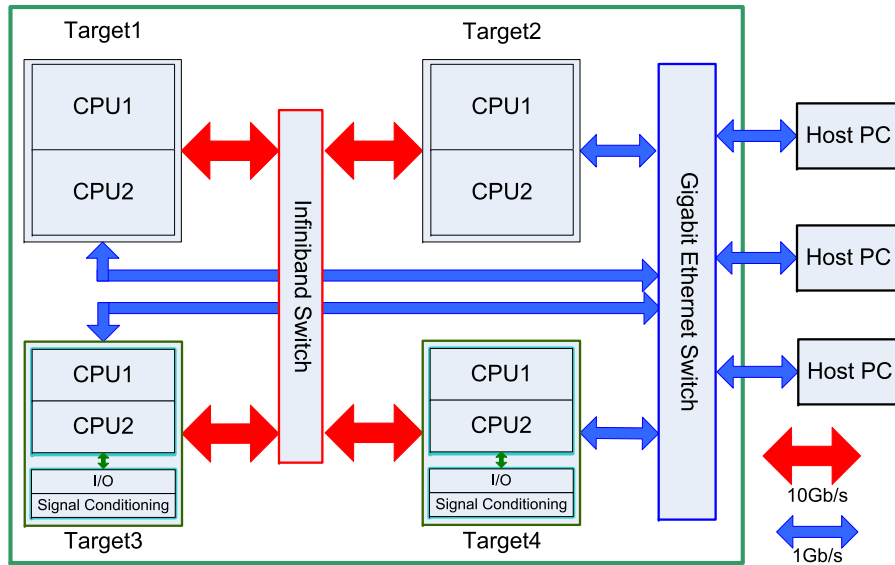 Target1
Target2
CPU1
CPU2
CPU1
CPU2
Infiniband Switch
Gigabit Ethernet Switch
Host PC
Host PC
Host PC
CPU1
CPU2
I/O
Signal Conditioning
Target3
CPU1
CPU2
I/O
Signal Conditioning
Target4
10Gb/s
1Gb/s